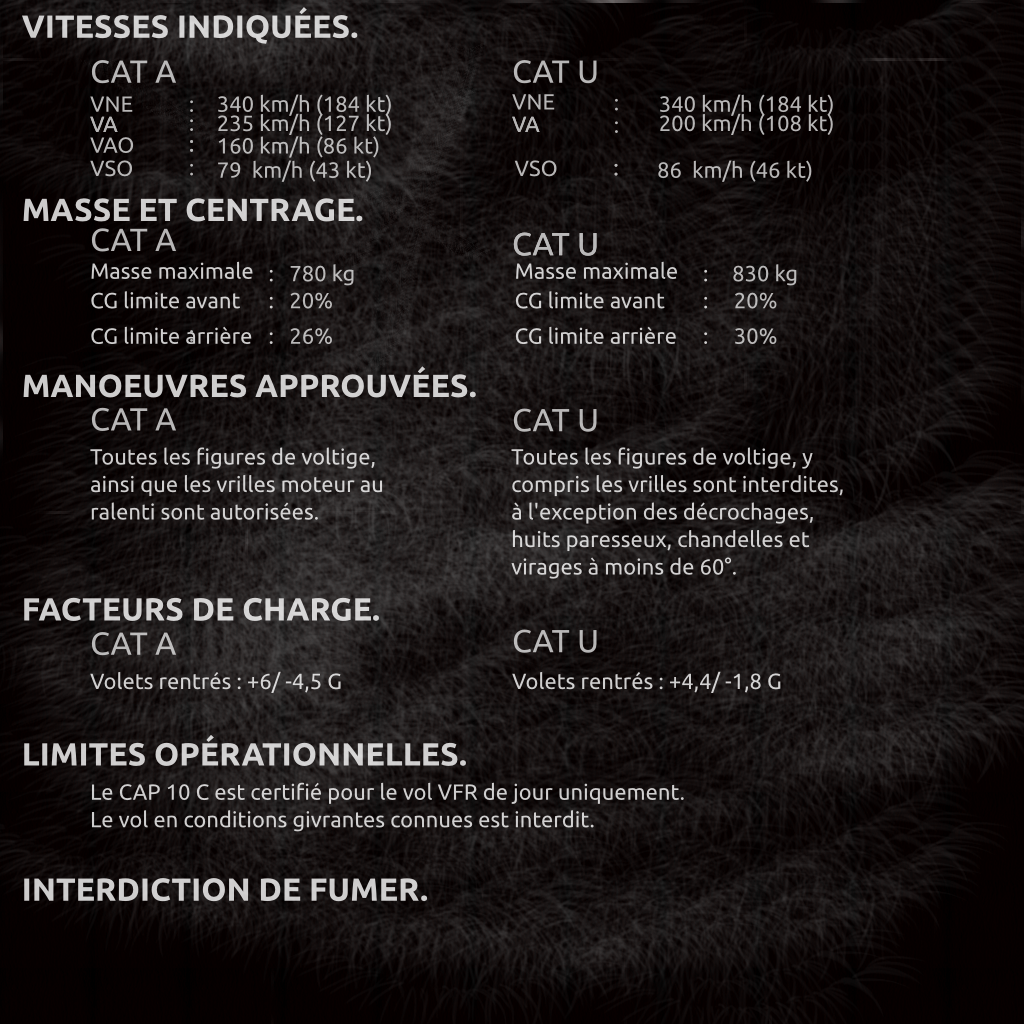 VITESSES INDIQUÉES.
CAT A
VNE : 340 km/h (184 kt)
VA : 235 km/h (127 kt)
VAO : 160 km/h (86 kt)
VSO : 79 km/h (43 kt)
CAT U
VNE : 340 km/h (184 kt)
VA : 200 km/h (108 kt)
VSO : 86 km/h (46 kt)
MASSE ET CENTRAGE.
CAT A
Masse maximale : 780 kg
CG limite avant : 20%
CG limite arrière : 26%
CAT U
Masse maximale : 830 kg
CG limite avant : 20%
CG limite arrière : 30%
MANOEUVRES APPROUVÉES.
CAT A
Toutes les figures de voltige,
ainsi que les vrilles moteur au
ralenti sont autorisées.
CAT U
Toutes les figures de voltige, y
compris les vrilles sont interdites,
à l'exception des décrochages,
huits paresseux, chandelles et
virages à moins de 60°.
FACTEURS DE CHARGE.
CAT A
Volets rentrés : +6/ -4,5 G
CAT U
Volets rentrés : +4,4/ -1,8 G
LIMITES OPÉRATIONNELLES.
Le CAP 10 C est certifié pour le vol VFR de jour uniquement.
Le vol en conditions givrantes connues est interdit.
INTERDICTION DE FUMER.